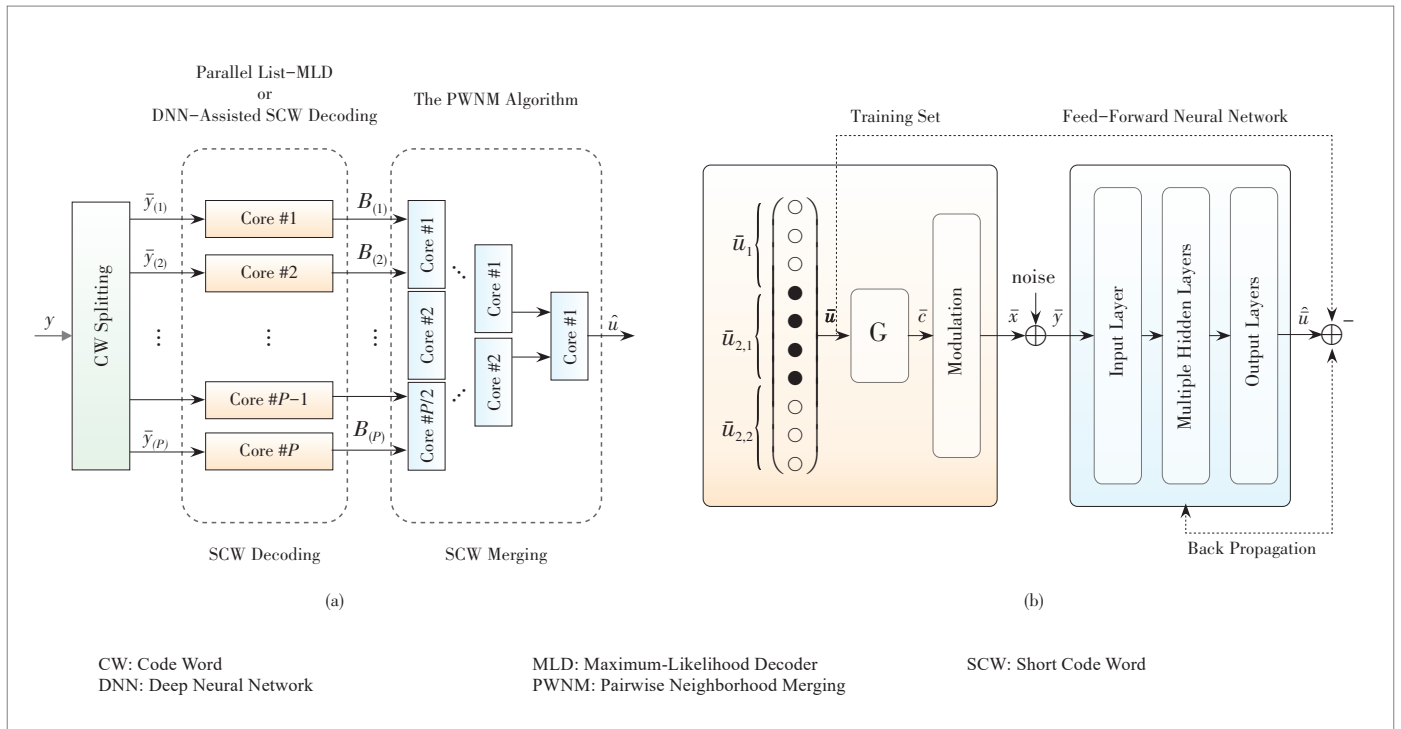 Parallel List-MLD
or
DNN-Assisted SCW Decoding
The PWNM Algorithm
y
CW Splitting
ȳ(1)
ȳ(2)
ȳ(P)
Core #1
Core #2
⋮
Core #P-1
Core #P
B(1)
B(2)
B(P)
Core #1
Core #2
Core #P/2
Core #1
Core #2
Core #1
û
SCW Decoding
SCW Merging
(a)
Training Set
Feed-Forward Neural Network
ū1
ū2,1
ū2,2
ū
G
c̄
Modulation
x̄
noise
ȳ
Input Layer
Multiple Hidden Layers
Output Layers
ū̂
−
Back Propagation
(b)
CW: Code Word
DNN: Deep Neural Network
MLD: Maximum-Likelihood Decoder
PWNM: Pairwise Neighborhood Merging
SCW: Short Code Word